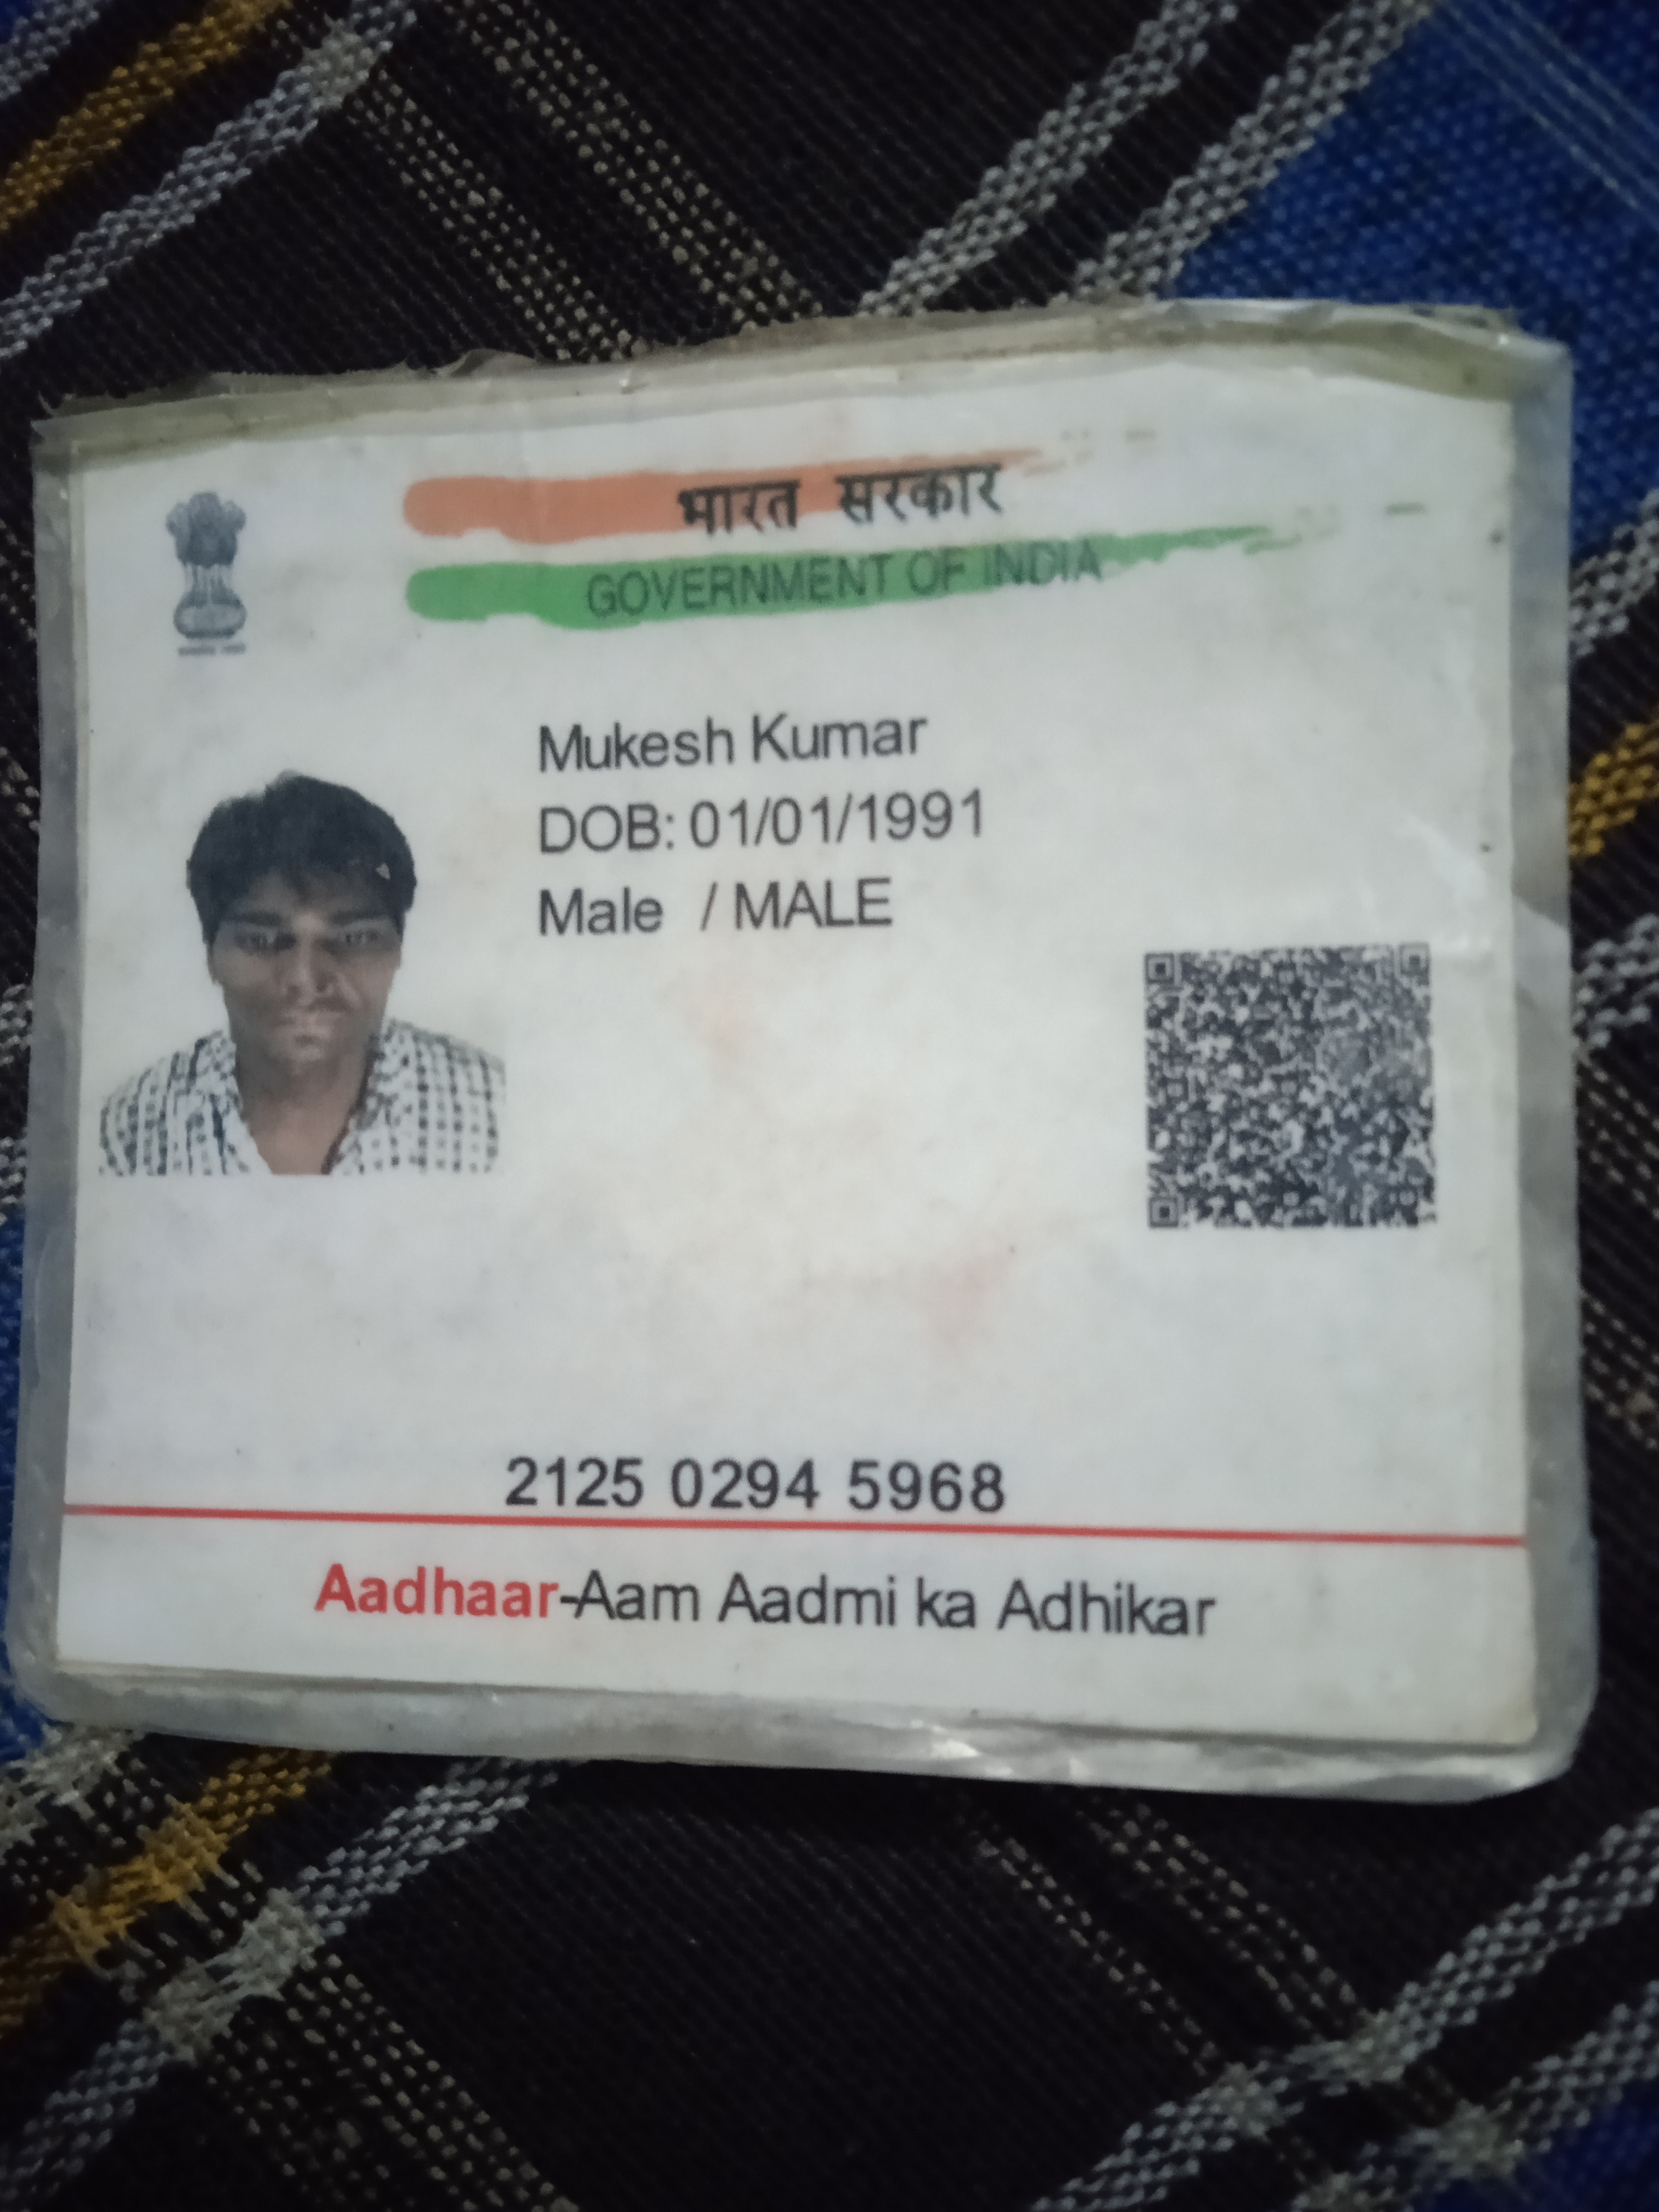 भारत सरकार
GOVERNMENT OF INDIA
Mukesh Kumar
DOB: 01/01/1991
Male / MALE
2125 0294 5968
Aadhaar-Aam Aadmi ka Adhikar